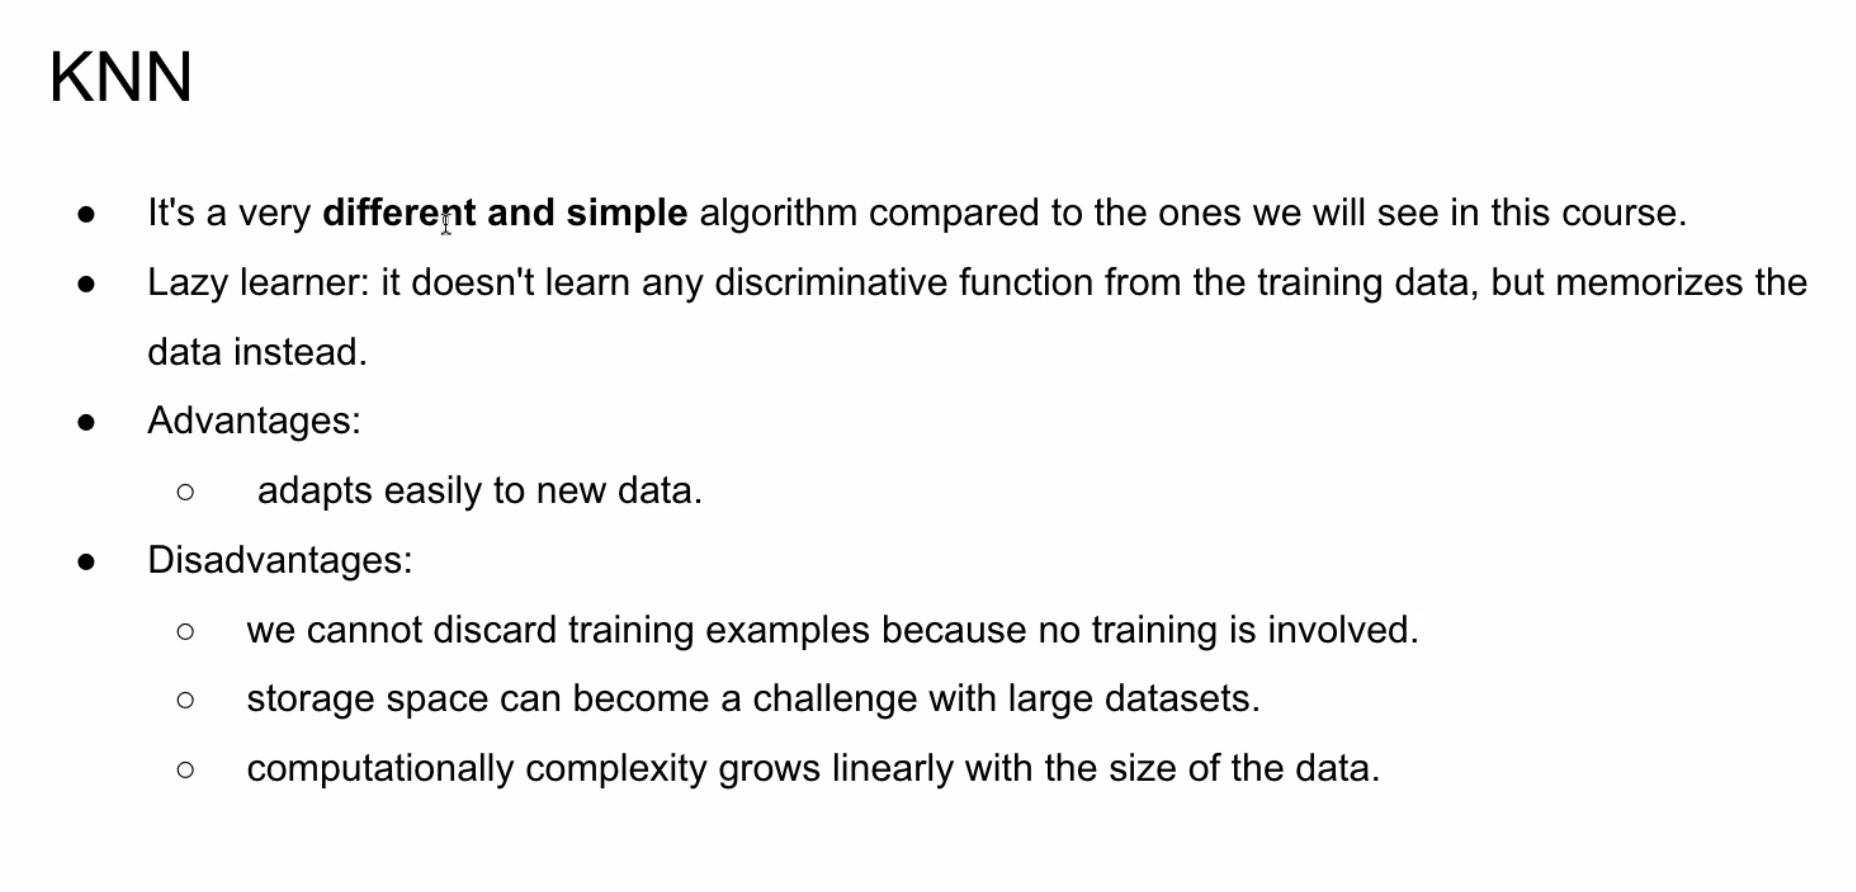 KNN
● It's a very different and simple algorithm compared to the ones we will see in this course.
● Lazy learner: it doesn't learn any discriminative function from the training data, but memorizes the
data instead.
● Advantages:
○ adapts easily to new data.
● Disadvantages:
○ we cannot discard training examples because no training is involved.
○ storage space can become a challenge with large datasets.
○ computationally complexity grows linearly with the size of the data.